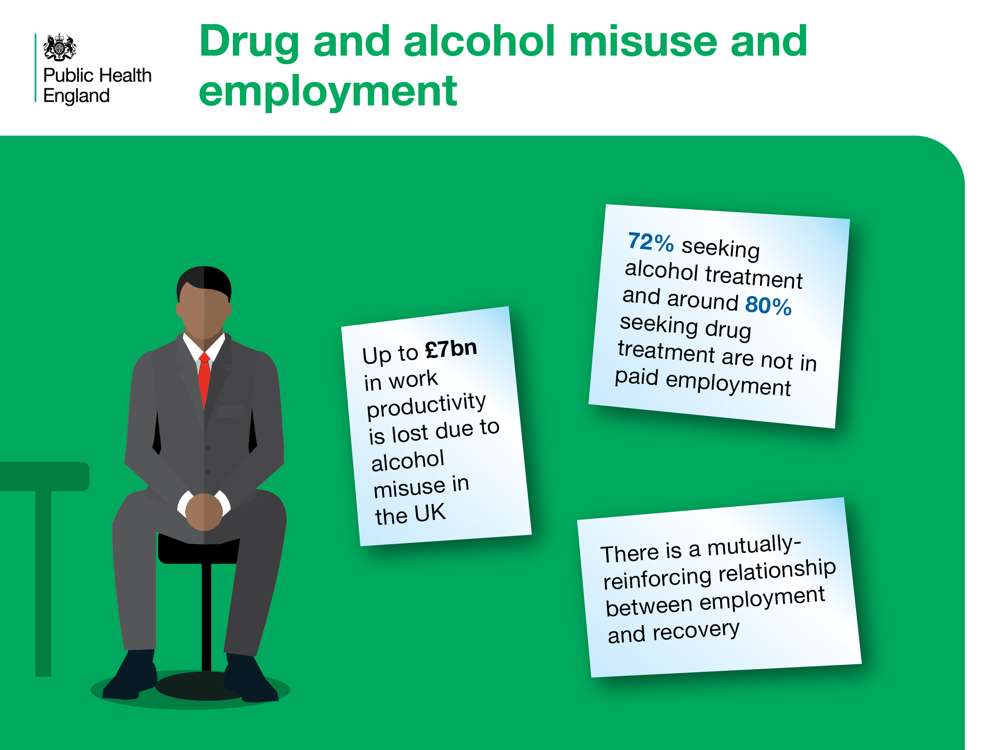 Public Health
England
Drug and alcohol misuse and
employment
72% seeking
alcohol treatment
and around 80%
seeking drug
treatment are not in
paid employment
Up to £7bn
in work
productivity
is lost due to
alcohol
misuse in
the UK
There is a mutually-
reinforcing relationship
between employment
and recovery